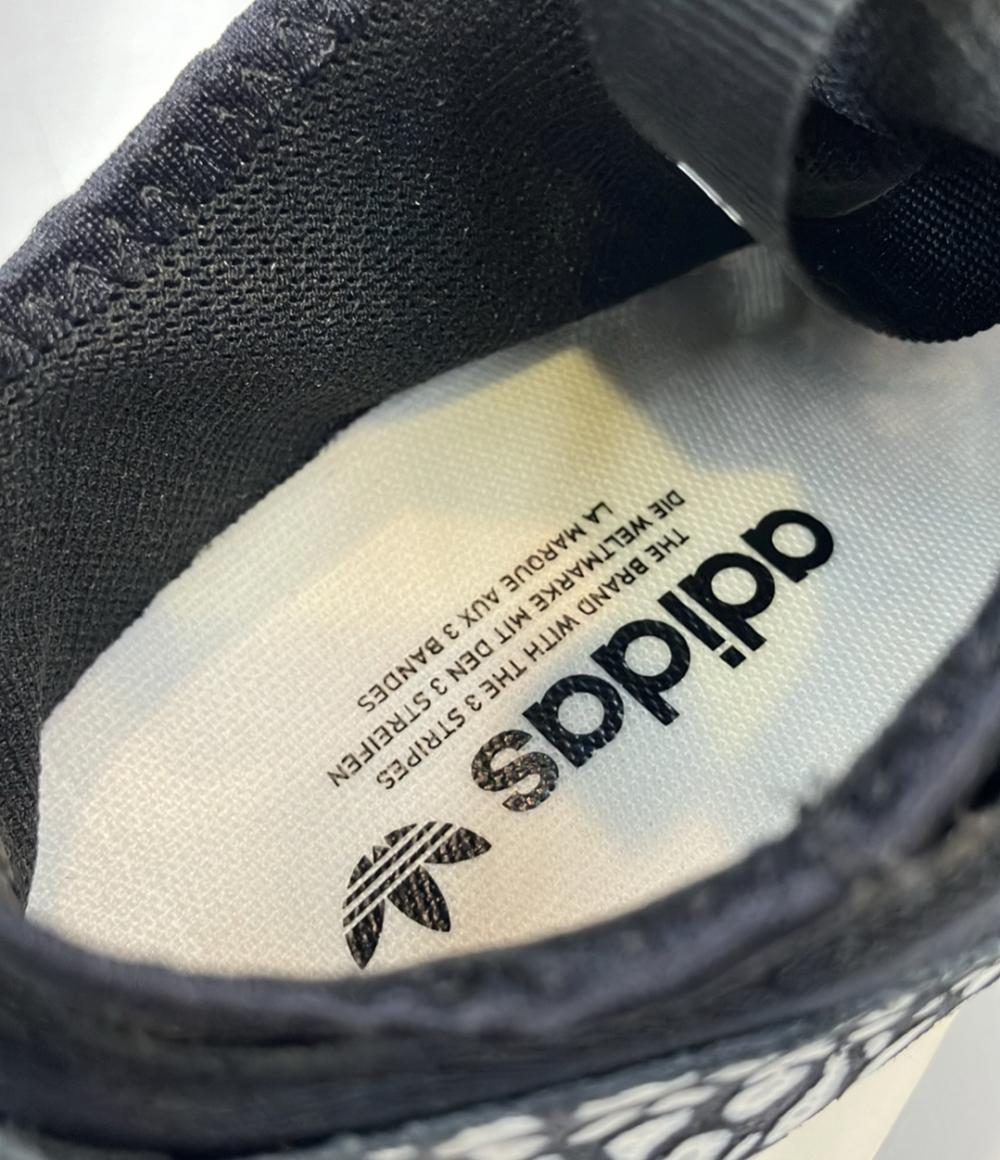 adidas
THE BRAND WITH THE 3 STRIPES
DIE WELTMARKE MIT DEN 3 STREIFEN
LA MARQUE AUX 3 BANDES